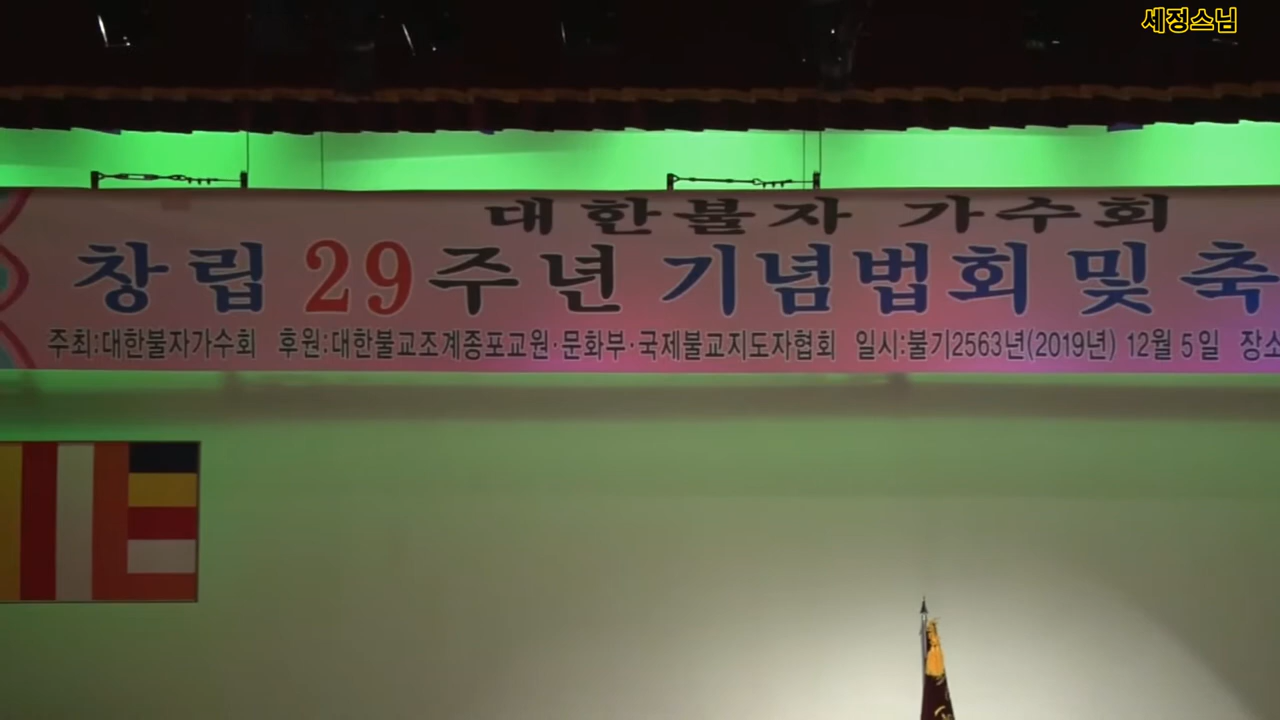 세정스님
대한불자 가수회
창립 29주년 기념법회 및 축
주최:대한불자가수회 후원:대한불교조계종포교원·문화부·국제불교지도자협회 일시:불기2563년(2019년) 12월 5일 장소